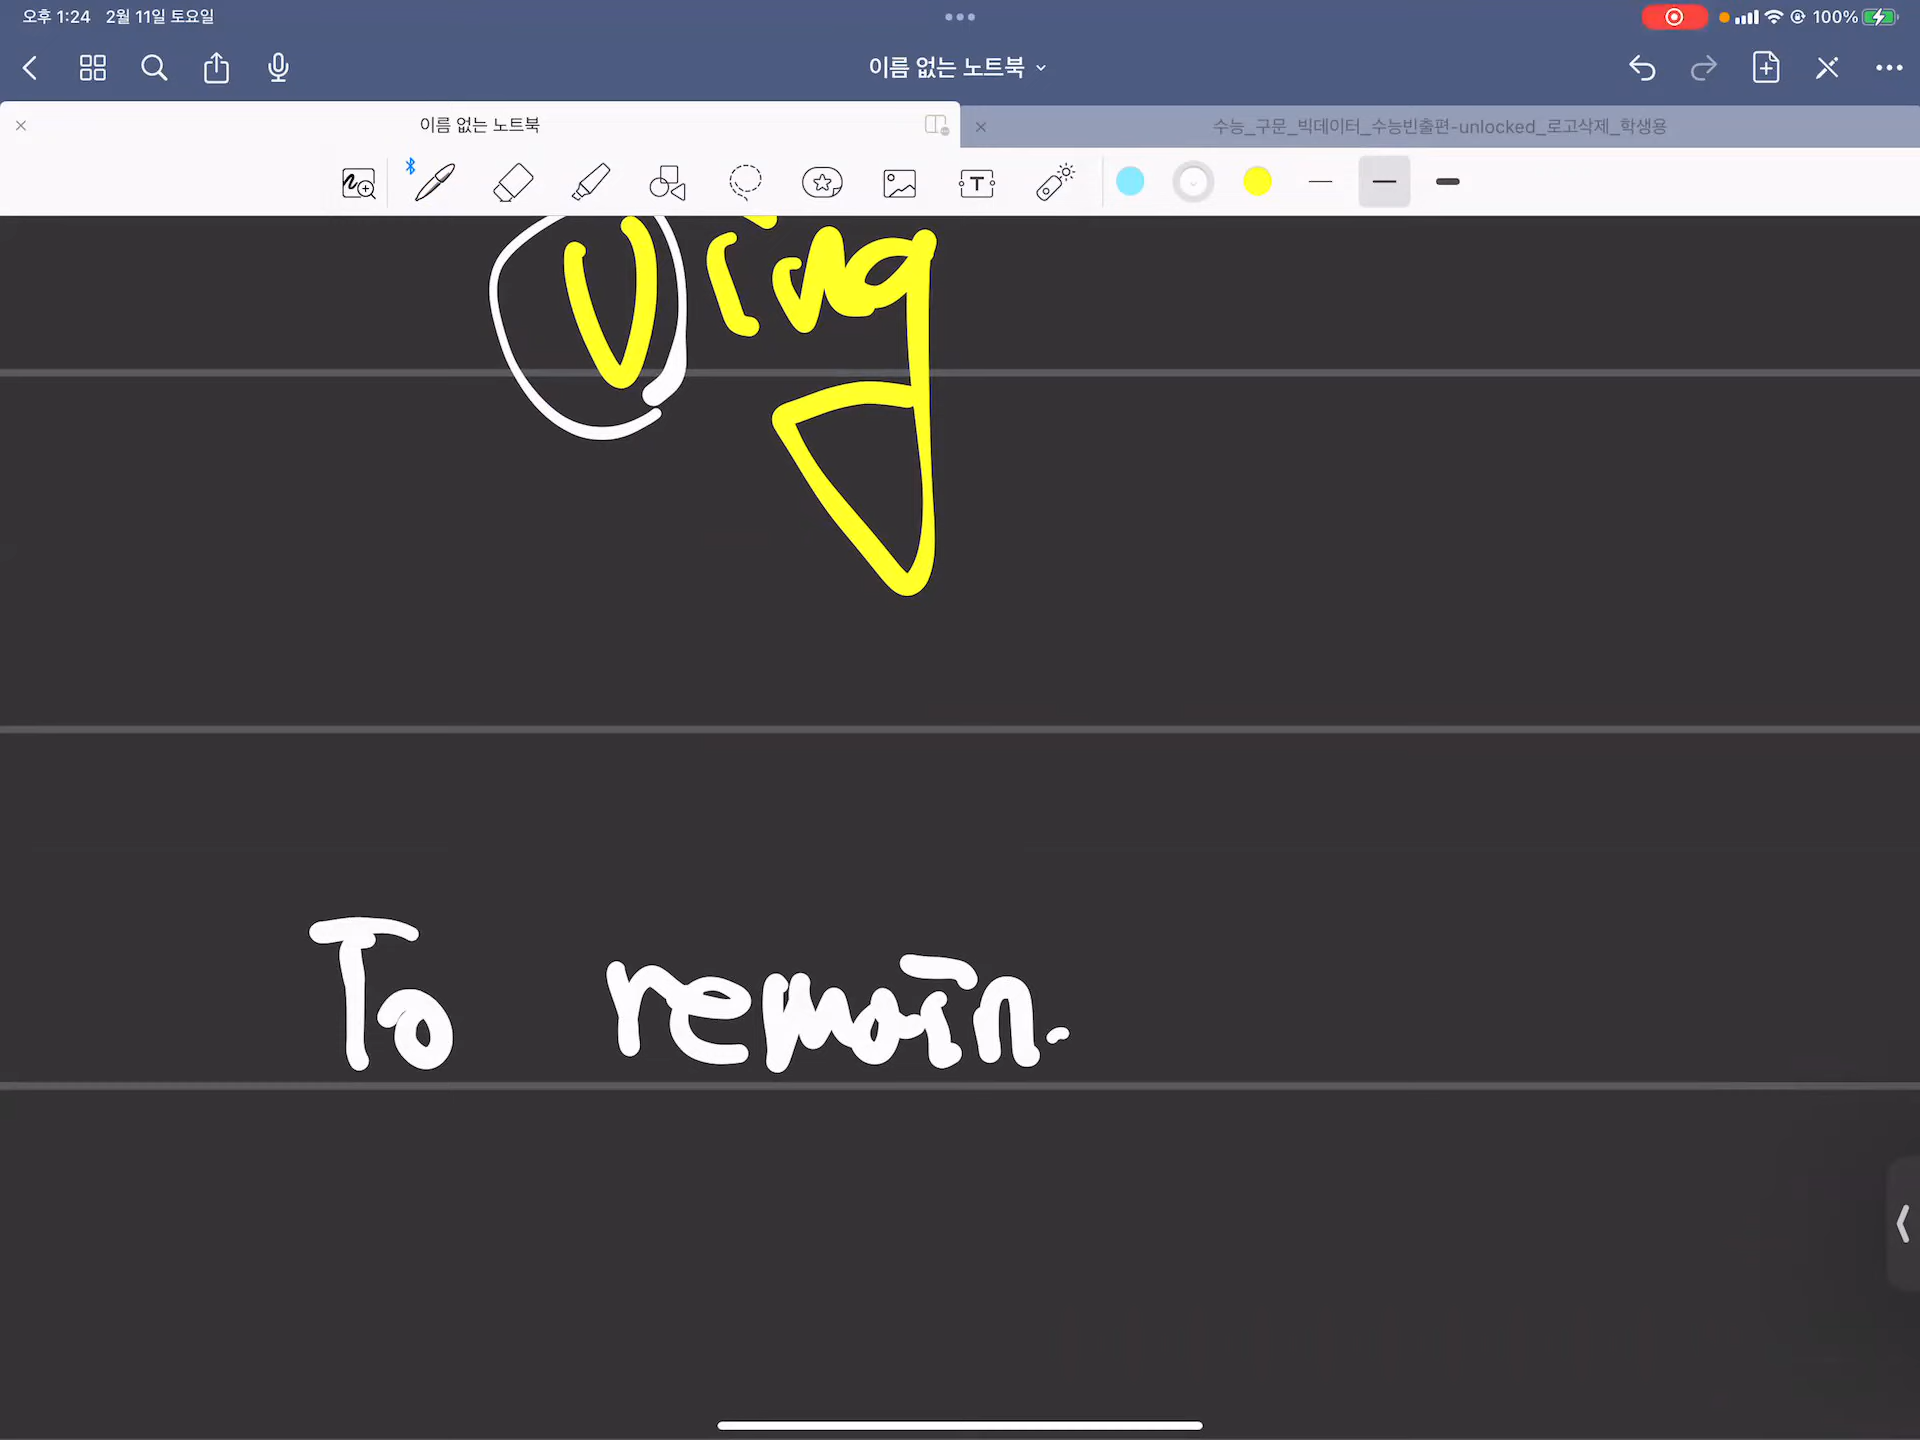 오후 1:24 2월 11일 토요일
100%
이름 없는 노트북
이름 없는 노트북
수능_구문_빅데이터_수능빈출편-unlocked_로고삭제_학생용
T
Ving
To remain.